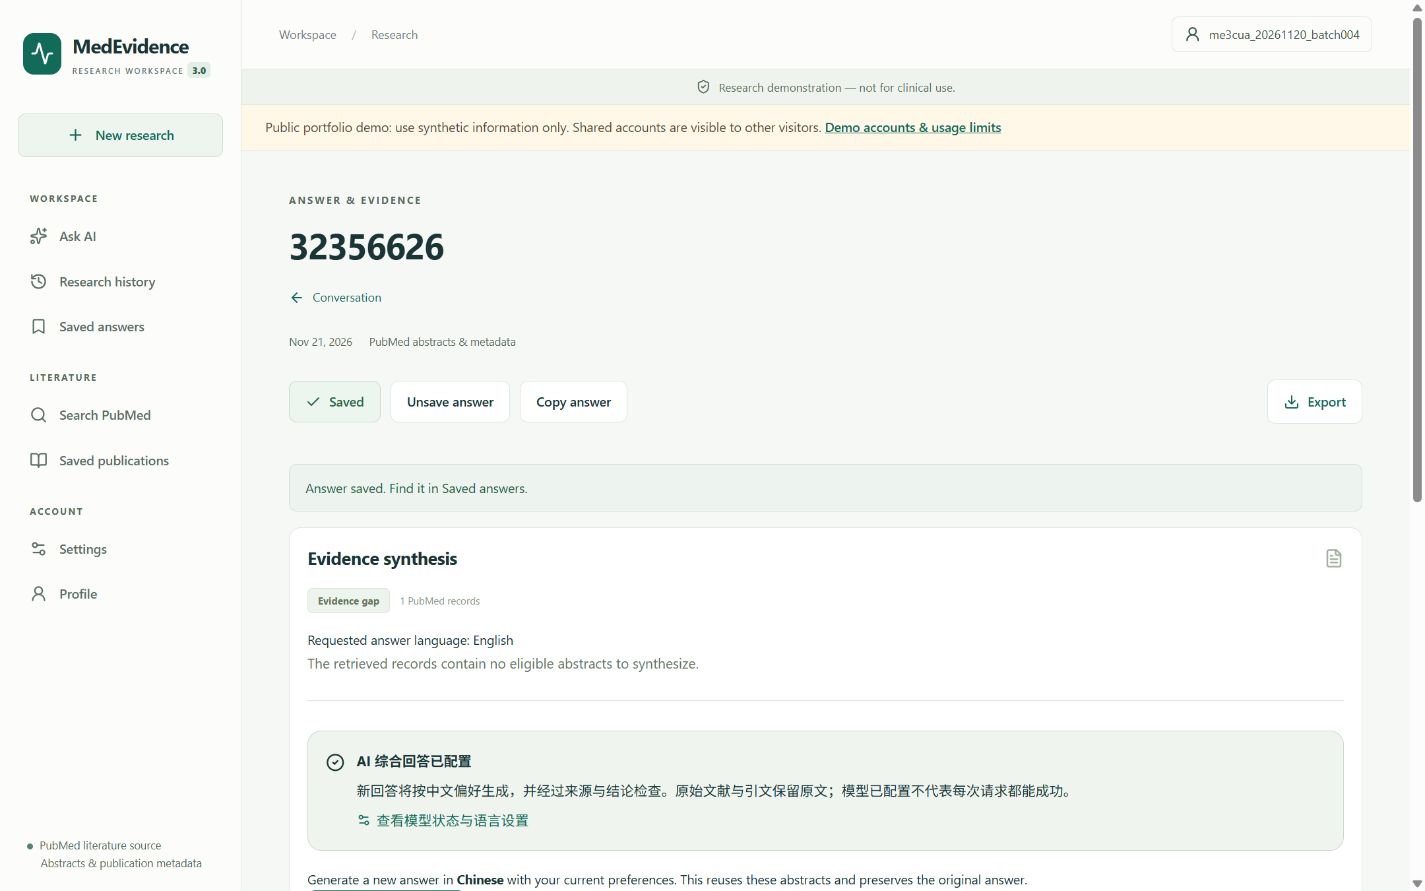 MedEvidence
RESEARCH WORKSPACE 3.0
New research
WORKSPACE
Ask AI
Research history
Saved answers
LITERATURE
Search PubMed
Saved publications
ACCOUNT
Settings
Profile
PubMed literature source
Abstracts & publication metadata
Workspace / Research
me3cua_20261120_batch004
Research demonstration — not for clinical use.
Public portfolio demo: use synthetic information only. Shared accounts are visible to other visitors. Demo accounts & usage limits
ANSWER & EVIDENCE
32356626
Conversation
Nov 21, 2026 PubMed abstracts & metadata
Saved Unsave answer Copy answer Export
Answer saved. Find it in Saved answers.
Evidence synthesis
Evidence gap 1 PubMed records
Requested answer language: English
The retrieved records contain no eligible abstracts to synthesize.
AI 综合回答已配置
新回答将按中文偏好生成，并经过来源与结论检查。原始文献与引文保留原文；模型已配置不代表每次请求都能成功。
查看模型状态与语言设置
Generate a new answer in Chinese with your current preferences. This reuses these abstracts and preserves the original answer.